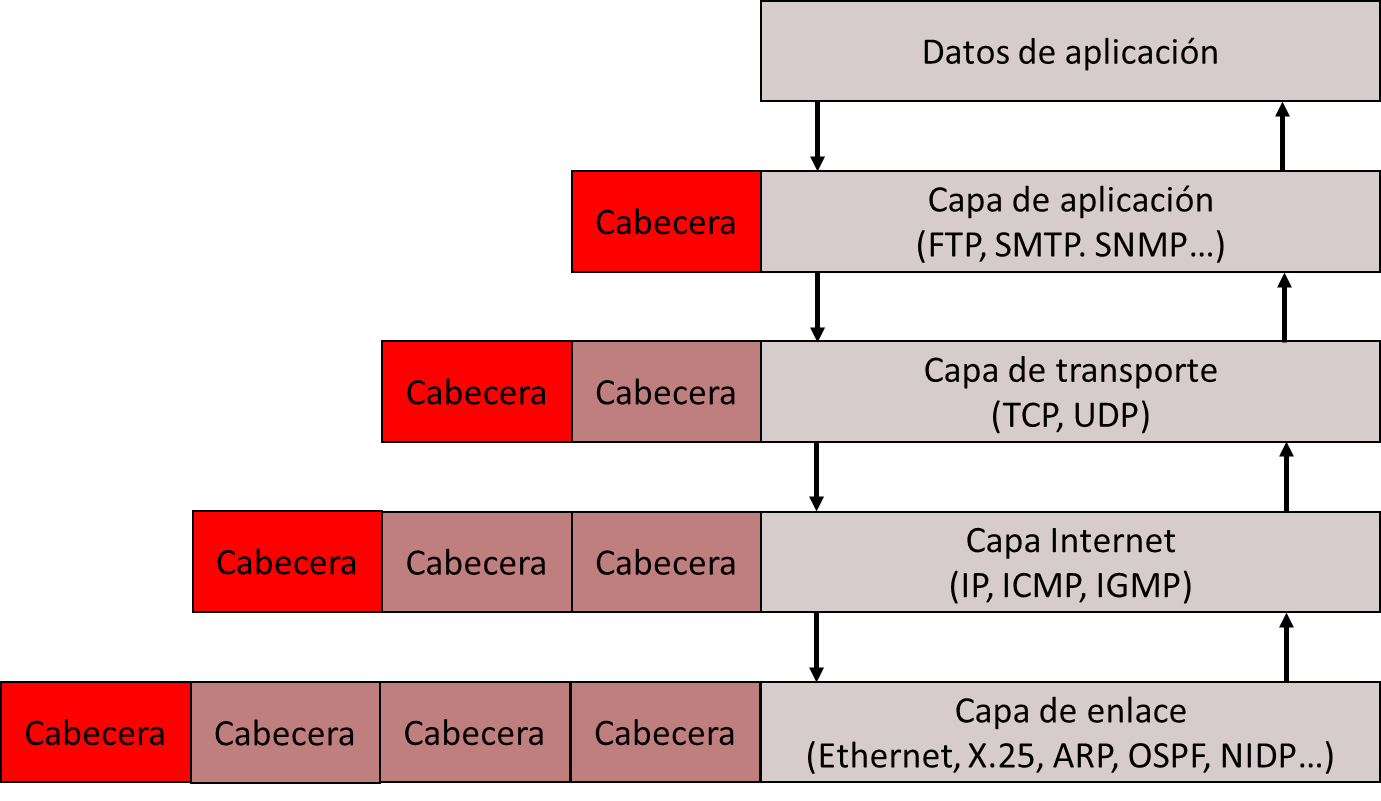 Datos de aplicación
Cabecera
Capa de aplicación
(FTP, SMTP. SNMP...)
Cabecera
Cabecera
Capa de transporte
(TCP, UDP)
Cabecera
Cabecera
Cabecera
Capa Internet
(IP, ICMP, IGMP)
Cabecera
Cabecera
Cabecera
Cabecera
Capa de enlace
(Ethernet, X.25, ARP, OSPF, NIDP...)